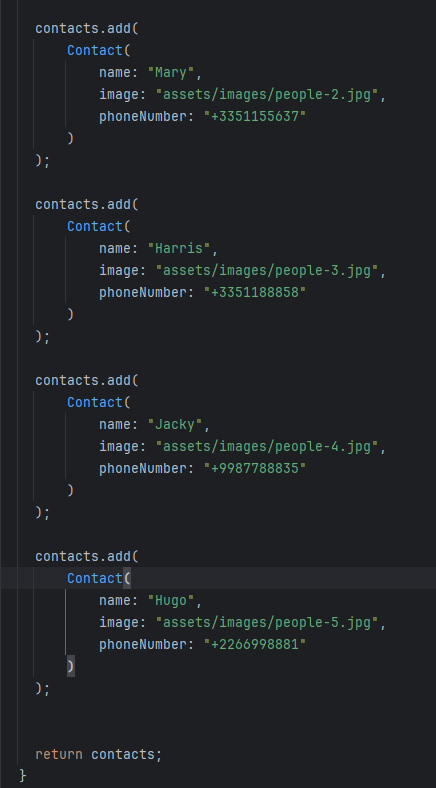 contacts.add(
Contact(
name: "Mary",
image: "assets/images/people-2.jpg",
phoneNumber: "+3351155637"
)
);
contacts.add(
Contact(
name: "Harris",
image: "assets/images/people-3.jpg",
phoneNumber: "+3351188858"
)
);
contacts.add(
Contact(
name: "Jacky",
image: "assets/images/people-4.jpg",
phoneNumber: "+9987788835"
)
);
contacts.add(
Contact(
name: "Hugo",
image: "assets/images/people-5.jpg",
phoneNumber: "+2266998881"
)
);
return contacts;
}